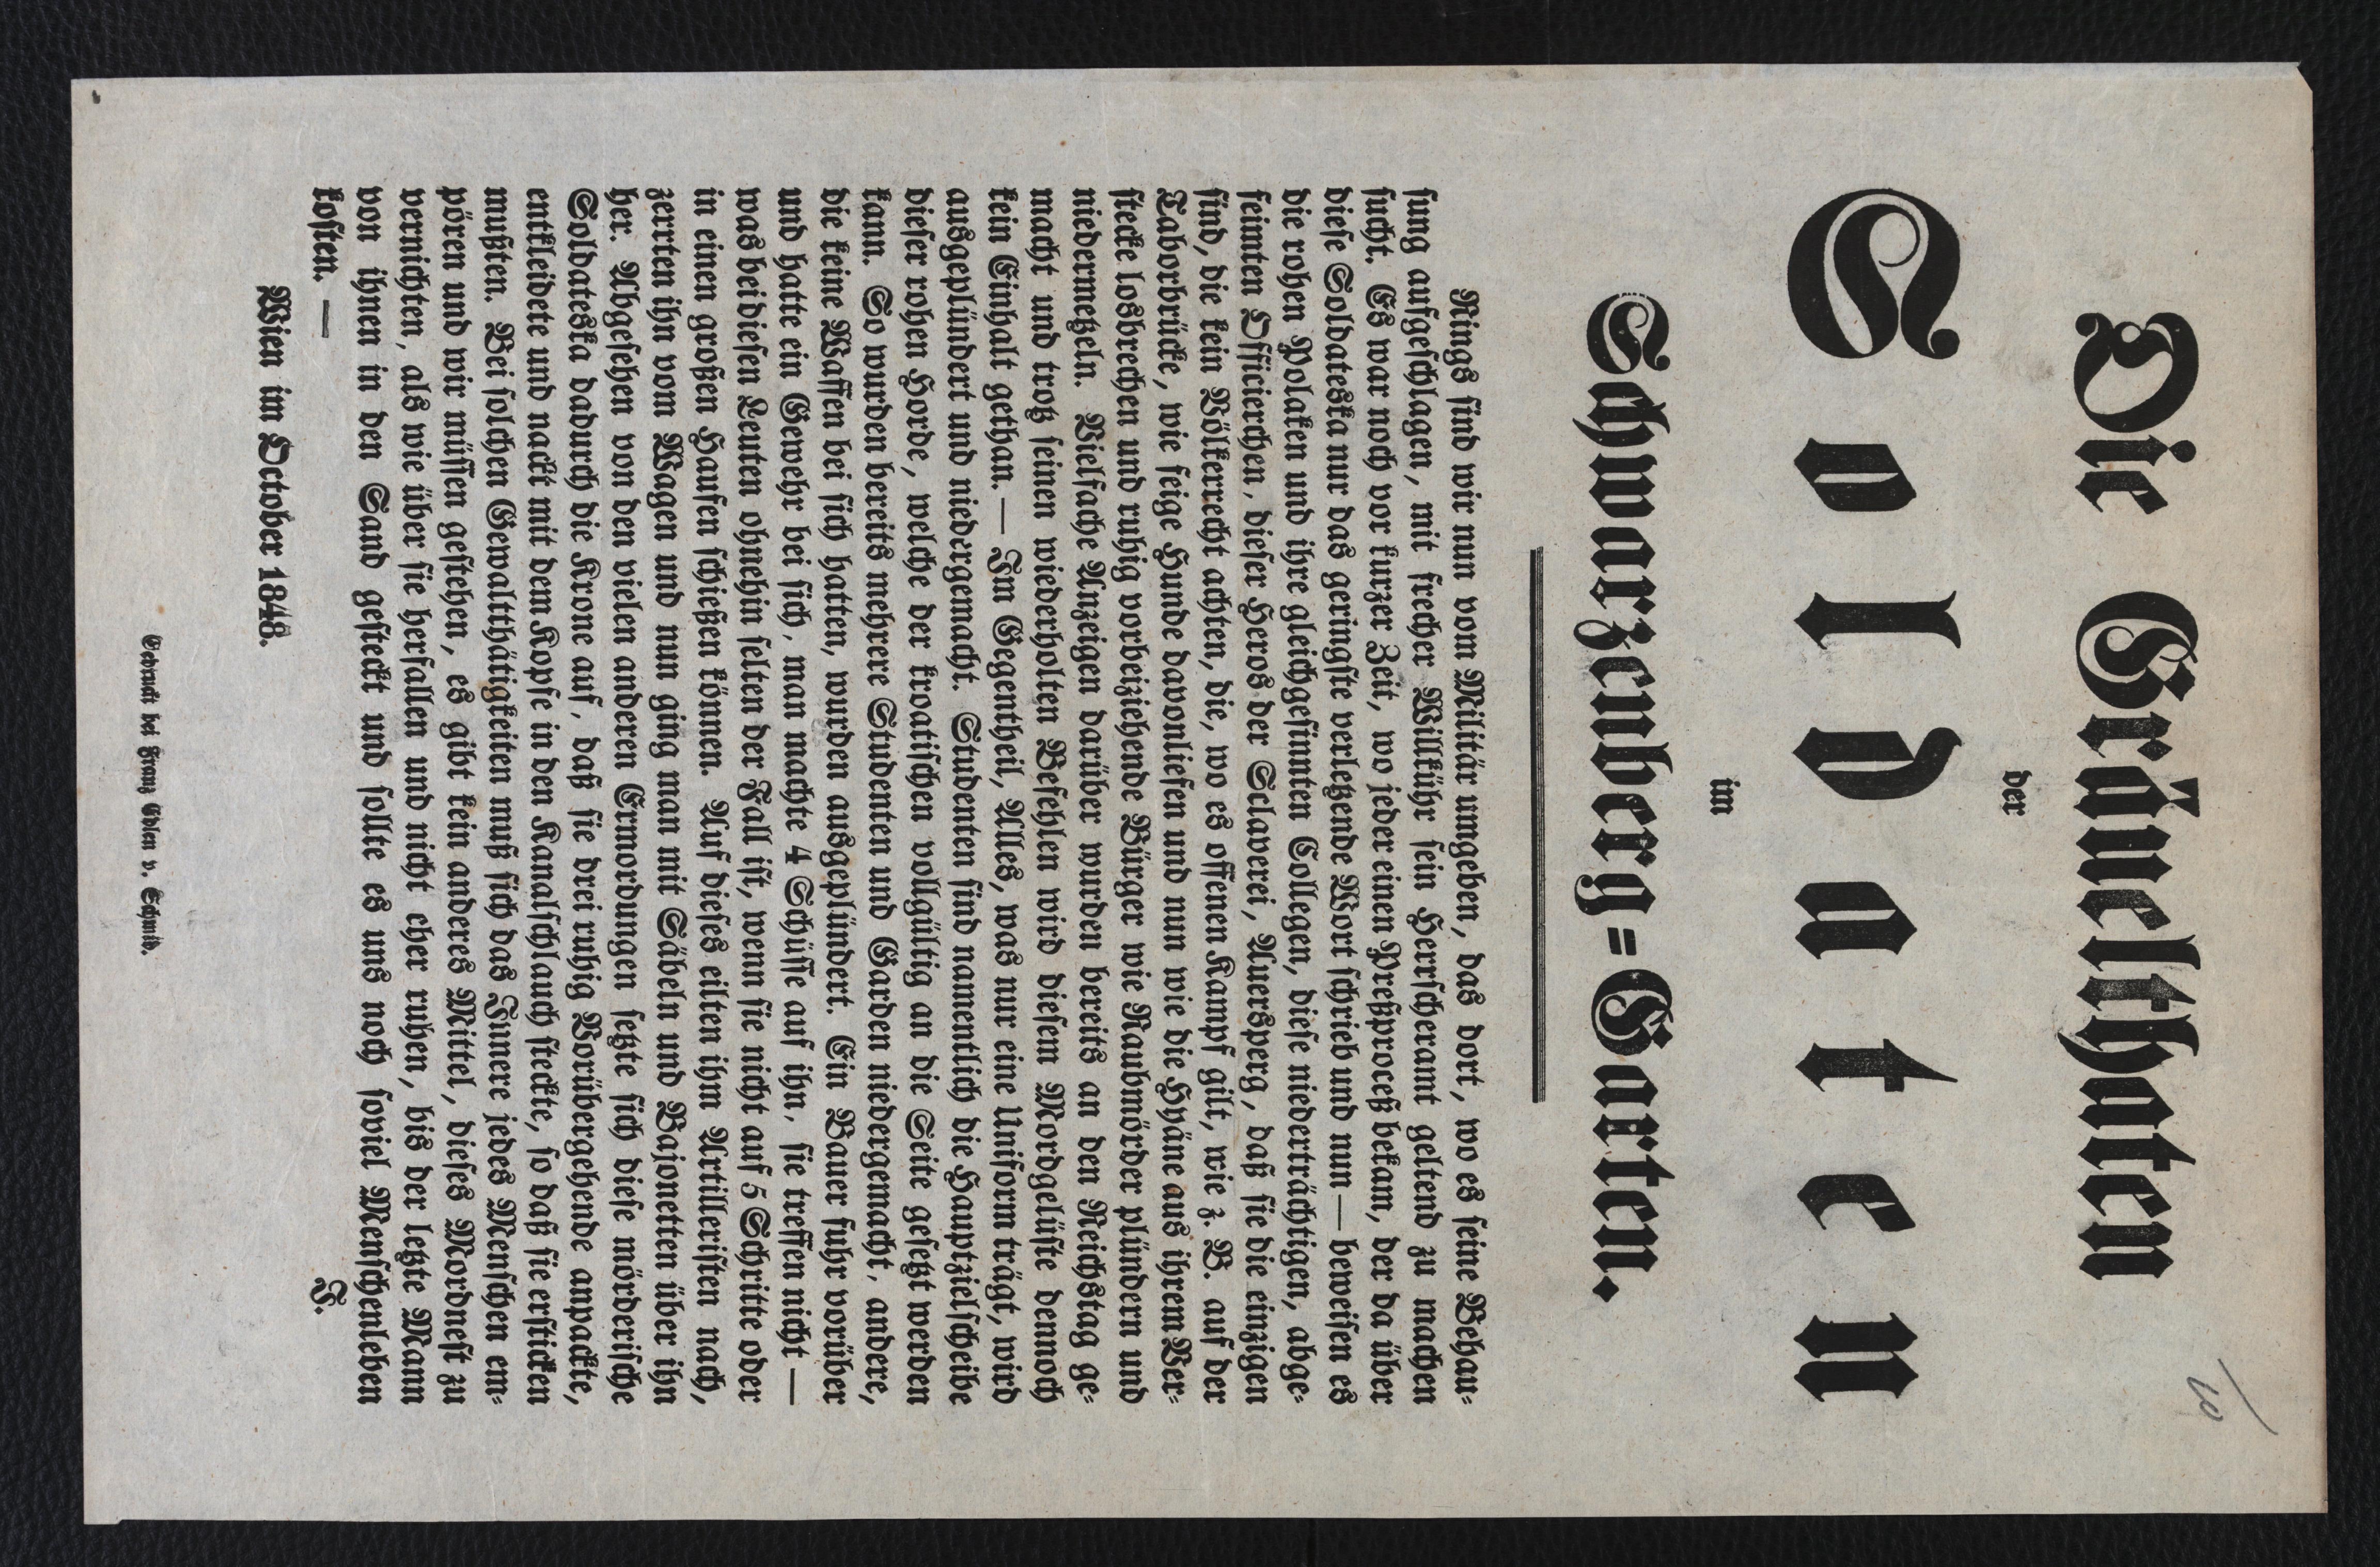 Die Gräuelthaten
der
Soldaten
im
Schwarzenberg=Garten.
Rings sind wir nun vom Militär umgeben, das dort, wo es seine Behau-
sung aufgeschlagen, mit frecher Willkühr sein Herrscheramt geltend zu machen
sucht. Es war noch vor kurzer Zeit, wo jeder einen Preßproceß bekam, der da über
diese Soldateska nur das geringste verletzende Wort schrieb und nun — beweisen es
die rohen Polaken und ihre gleichgesinnten Collegen, diese niederträchtigen, abge-
feimten Officierchen, dieser Heros der Sclaverei, Auersperg, daß sie die einzigen
sind, die kein Völkerrecht achten, die, wo es offenen Kampf gilt, wie z. B. auf der
Taborbrücke, wie feige Hunde davonliefen und nun wie die Hyäne aus ihrem Ver-
stecke losbrechen und ruhig vorbeiziehende Bürger wie Raubmörder plündern und
niedermetzeln. Vielfache Anzeigen darüber wurden bereits an den Reichstag ge-
macht und trotz seinen wiederholten Befehlen wird diesem Mordgelüste dennoch
kein Einhalt gethan. — Im Gegentheil, Alles, was nur eine Uniform trägt, wird
ausgeplündert und niedergemacht. Studenten sind namentlich die Hauptzielscheibe
dieser rohen Horde, welche der kroatischen vollgültig an die Seite gesetzt werden
kann. So wurden bereits mehrere Studenten und Garden niedergemacht, andere,
die keine Waffen bei sich hatten, wurden ausgeplündert. Ein Bauer fuhr vorüber
und hatte ein Gewehr bei sich, man machte 4 Schüsse auf ihn, sie treffen nicht —
was bei diesen Leuten ohnehin selten der Fall ist, wenn sie nicht auf 5 Schritte oder
in einen großen Haufen schießen können. Auf dieses eilten ihm Artilleristen nach,
zerrten ihn vom Wagen und nun ging man mit Säbeln und Bajonetten über ihn
her. Abgesehen von den vielen anderen Ermordungen setzte sich diese mörderische
Soldateska dadurch die Krone auf, daß sie drei ruhig Vorübergehende anpackte,
entkleidete und nackt mit dem Kopfe in den Kanalschlauch steckte, so daß sie ersticken
mußten. Bei solchen Gewaltthätigkeiten muß sich das Innere jedes Menschen em-
pören und wir müssen gestehen, es gibt kein anderes Mittel, dieses Mordnest zu
vernichten, als wie über sie herfallen und nicht eher ruhen, bis der letzte Mann
von ihnen in den Sand gesteckt und sollte es uns noch soviel Menschenleben
kosten. —
F.
Wien im October 1848.
Gedruckt bei Franz Edlen v. Schmid.